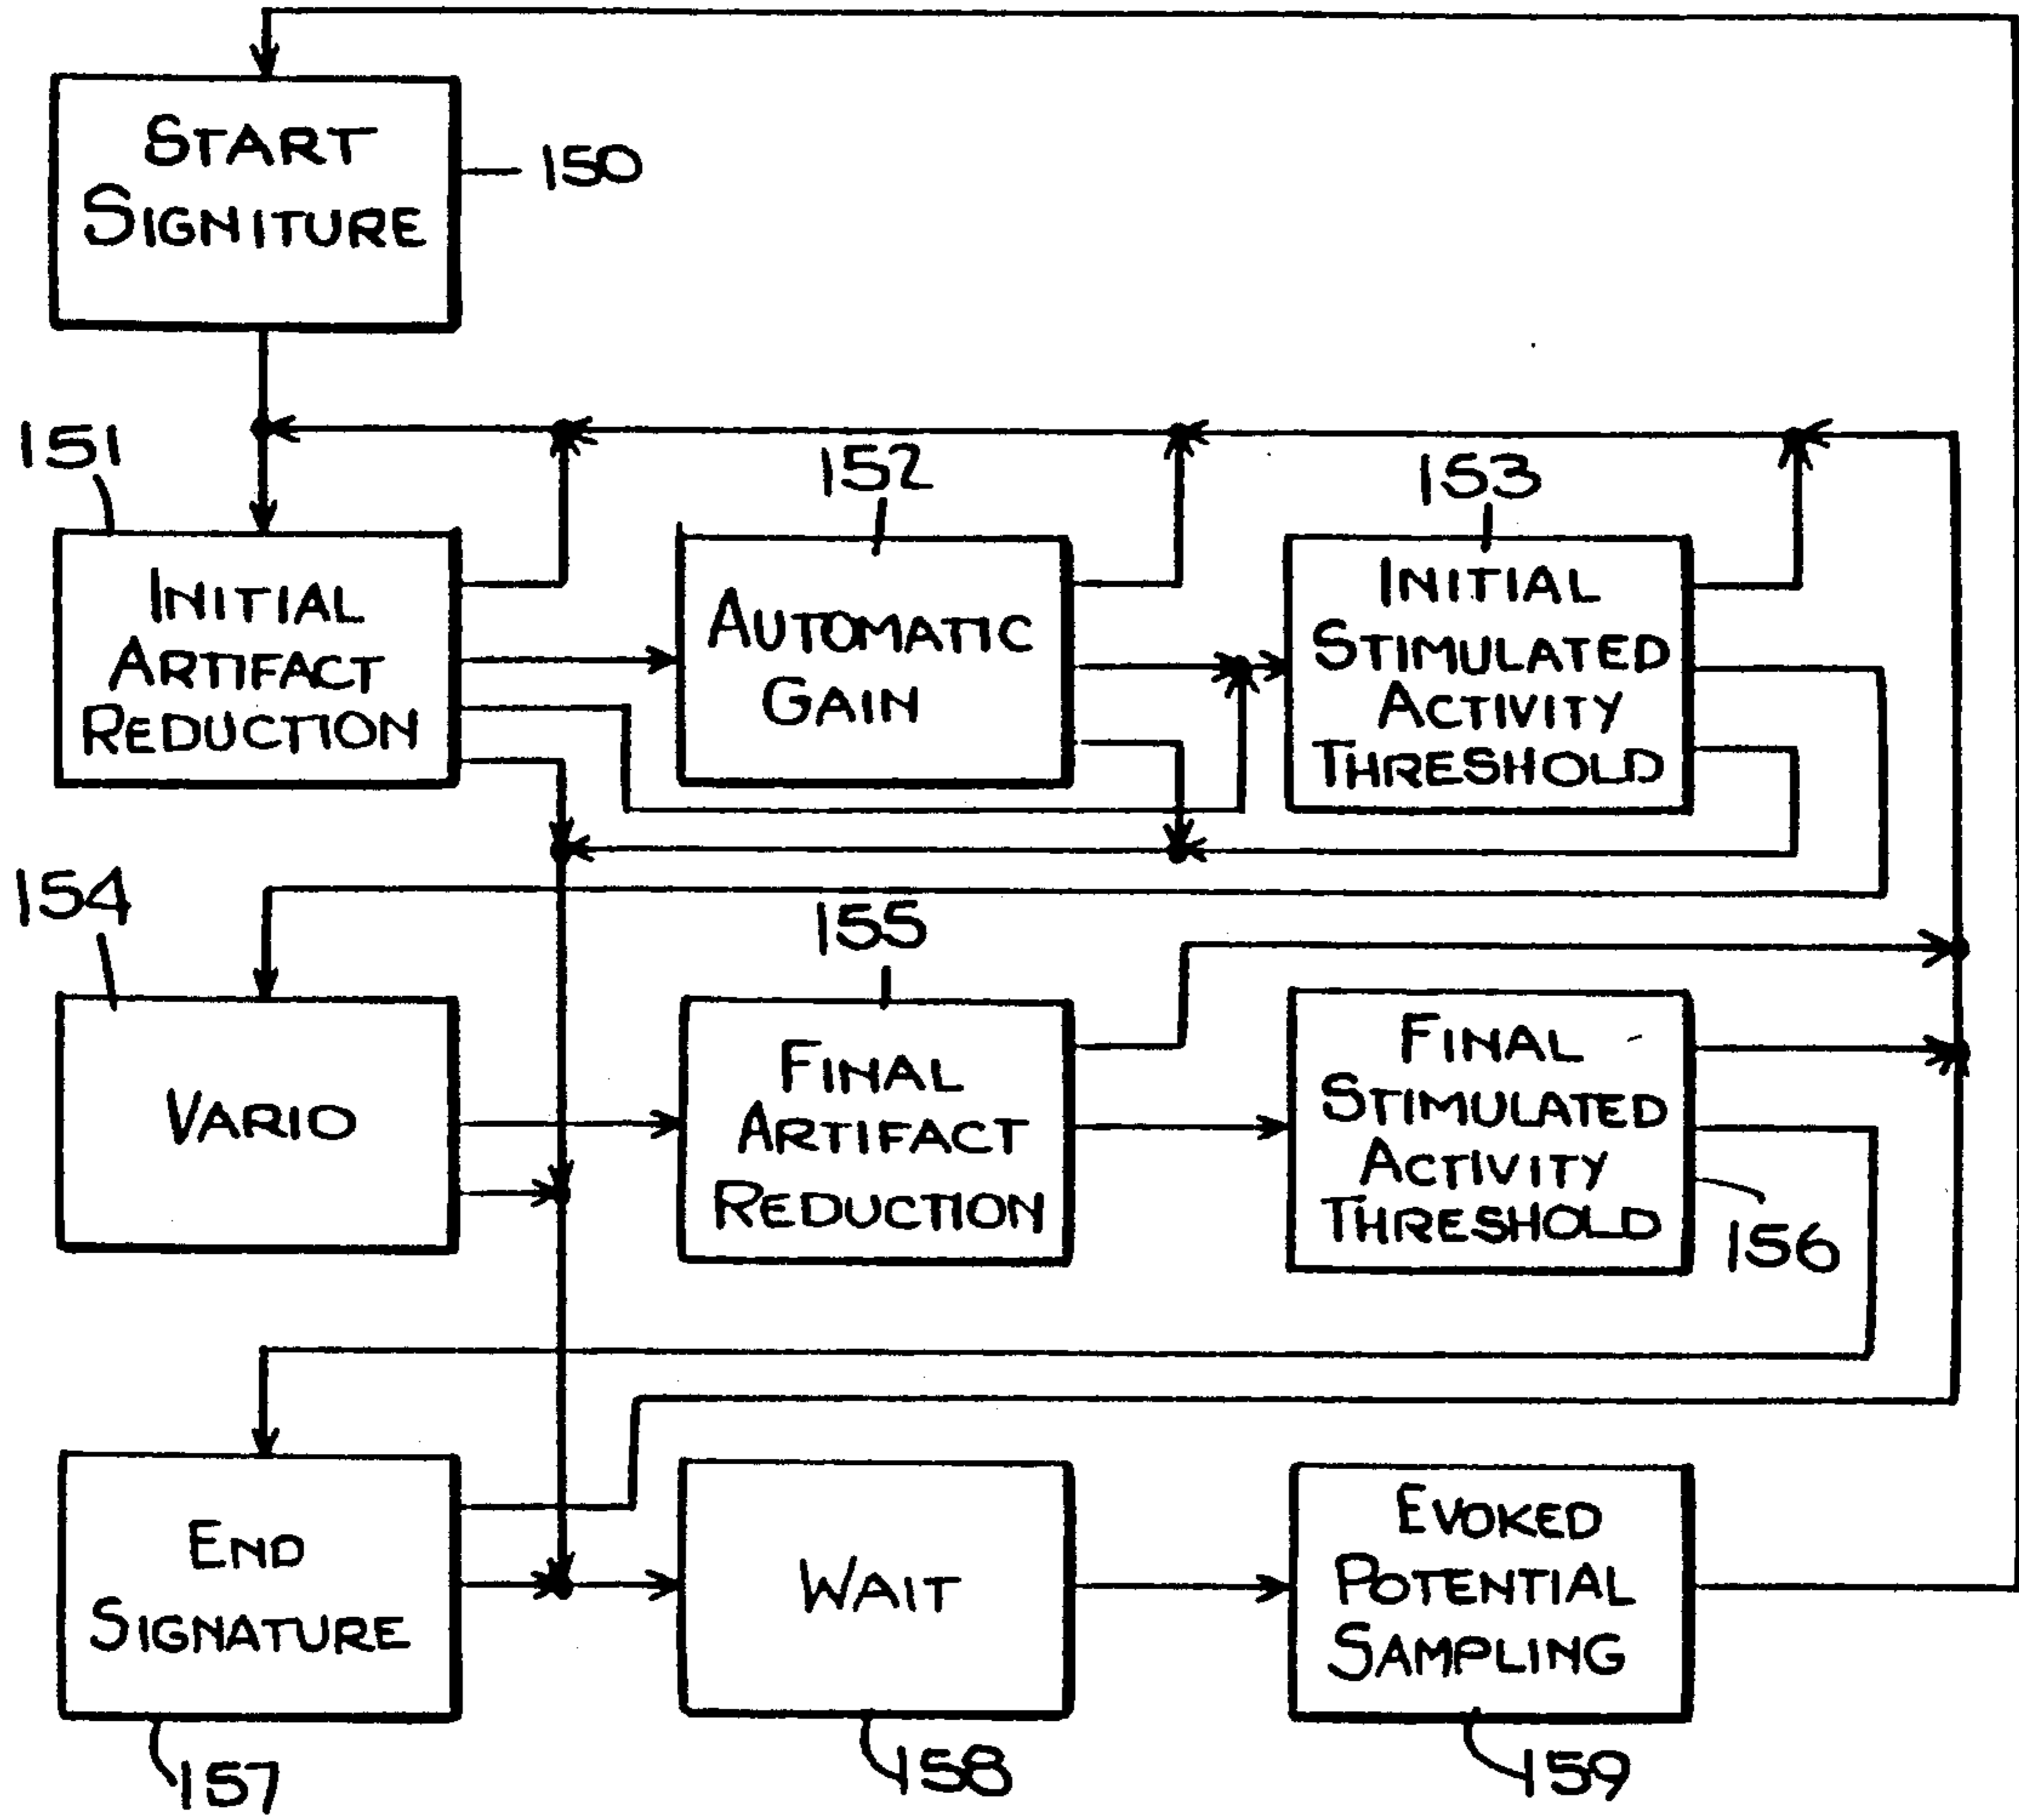 START
SIGNITURE
150
151
152
153
INITIAL
ARTIFACT
REDUCTION
AUTOMATIC
GAIN
INITIAL
STIMULATED
ACTIVITY
THRESHOLD
154
155
VARIO
FINAL
ARTIFACT
REDUCTION
FINAL
STIMULATED
ACTIVITY
THRESHOLD
156
END
SIGNATURE
WAIT
EVOKED
POTENTIAL
SAMPLING
157
158
159